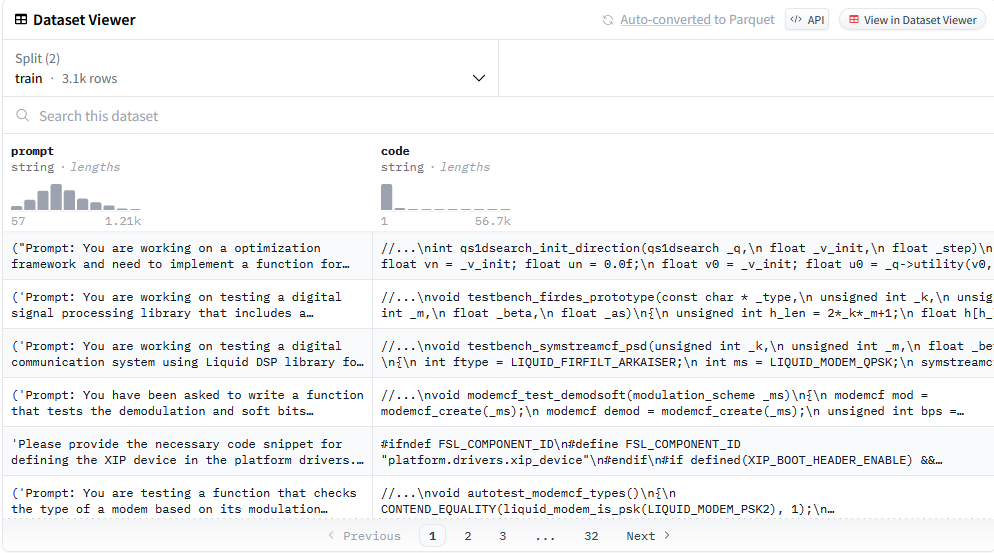 Dataset Viewer
Auto-converted to Parquet
</> API
View in Dataset Viewer
Split (2)
train · 3.1k rows
Search this dataset
prompt
string · lengths
57 1.21k
code
string · lengths
1 56.7k
("Prompt: You are working on a optimization
framework and need to implement a function for…
//...\nint qs1dsearch_init_direction(qs1dsearch _q,\n float _v_init,\n float _step)\n
float vn = _v_init; float un = 0.0f;\n float v0 = _v_init; float u0 = _q->utility(v0,
('Prompt: You are working on testing a digital
signal processing library that includes a…
//...\nvoid testbench_firdes_prototype(const char * _type,\n unsigned int _k,\n unsig
int _m,\n float _beta,\n float _as)\n{\n unsigned int h_len = 2*_k*_m+1;\n float h[h_
('Prompt: You are working on testing a digital
communication system using Liquid DSP library fo…
//...\nvoid testbench_symstreamcf_psd(unsigned int _k,\n unsigned int _m,\n float _be
\n{\n int ftype = LIQUID_FIRFILT_ARKAISER;\n int ms = LIQUID_MODEM_QPSK;\n symstreamc
('Prompt: You have been asked to write a function
that tests the demodulation and soft bits…
//...\nvoid modemcf_test_demodsoft(modulation_scheme _ms)\n{\n modemcf mod =
modemcf_create(_ms);\n modemcf demod = modemcf_create(_ms);\n unsigned int bps =…
'Please provide the necessary code snippet for
defining the XIP device in the platform drivers.…
#ifndef FSL_COMPONENT_ID\n#define FSL_COMPONENT_ID
"platform.drivers.xip_device"\n#endif\n#if defined(XIP_BOOT_HEADER_ENABLE) &&…
('Prompt: You are testing a function that checks
the type of a modem based on its modulation…
//...\nvoid autotest_modemcf_types()\n{\n
CONTEND_EQUALITY(liquid_modem_is_psk(LIQUID_MODEM_PSK2), 1);\n…
< Previous 1 2 3 ... 32 Next >